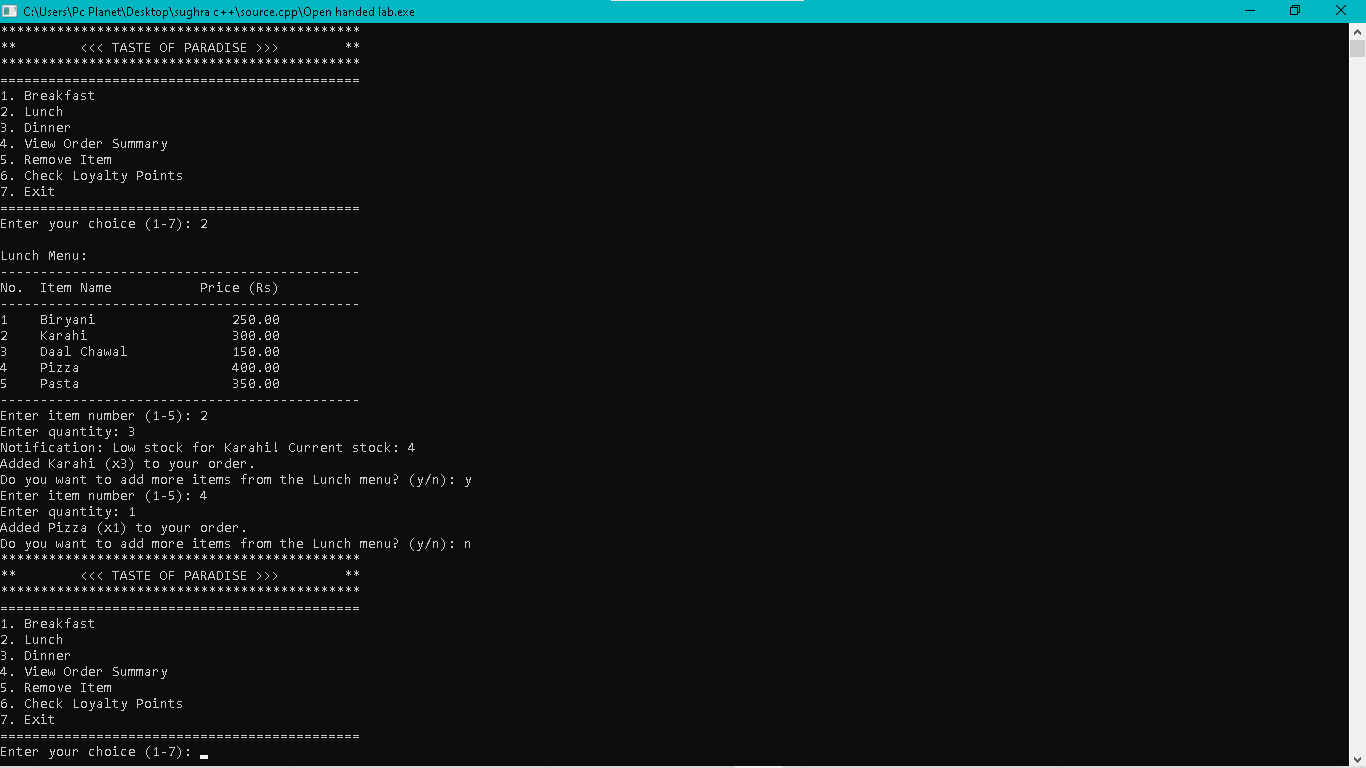 C:\Users\Pc Planet\Desktop\sughra c++\source.cpp\Open handed lab.exe
*********************************************
**        <<< TASTE OF PARADISE >>>        **
*********************************************
=============================================
1. Breakfast
2. Lunch
3. Dinner
4. View Order Summary
5. Remove Item
6. Check Loyalty Points
7. Exit
=============================================
Enter your choice (1-7): 2
Lunch Menu:
---------------------------------------------
No.  Item Name           Price (Rs)
---------------------------------------------
1    Biryani                 250.00
2    Karahi                  300.00
3    Daal Chawal             150.00
4    Pizza                   400.00
5    Pasta                   350.00
---------------------------------------------
Enter item number (1-5): 2
Enter quantity: 3
Notification: Low stock for Karahi! Current stock: 4
Added Karahi (x3) to your order.
Do you want to add more items from the Lunch menu? (y/n): y
Enter item number (1-5): 4
Enter quantity: 1
Added Pizza (x1) to your order.
Do you want to add more items from the Lunch menu? (y/n): n
*********************************************
**        <<< TASTE OF PARADISE >>>        **
*********************************************
=============================================
1. Breakfast
2. Lunch
3. Dinner
4. View Order Summary
5. Remove Item
6. Check Loyalty Points
7. Exit
=============================================
Enter your choice (1-7):